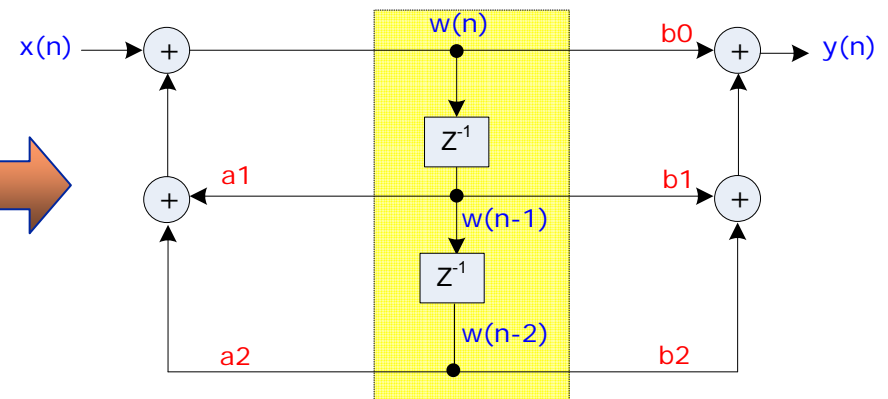 w(n)
x(n) + b0 + y(n)
Z⁻¹
+ a1 b1 +
w(n-1)
Z⁻¹
w(n-2)
a2 b2